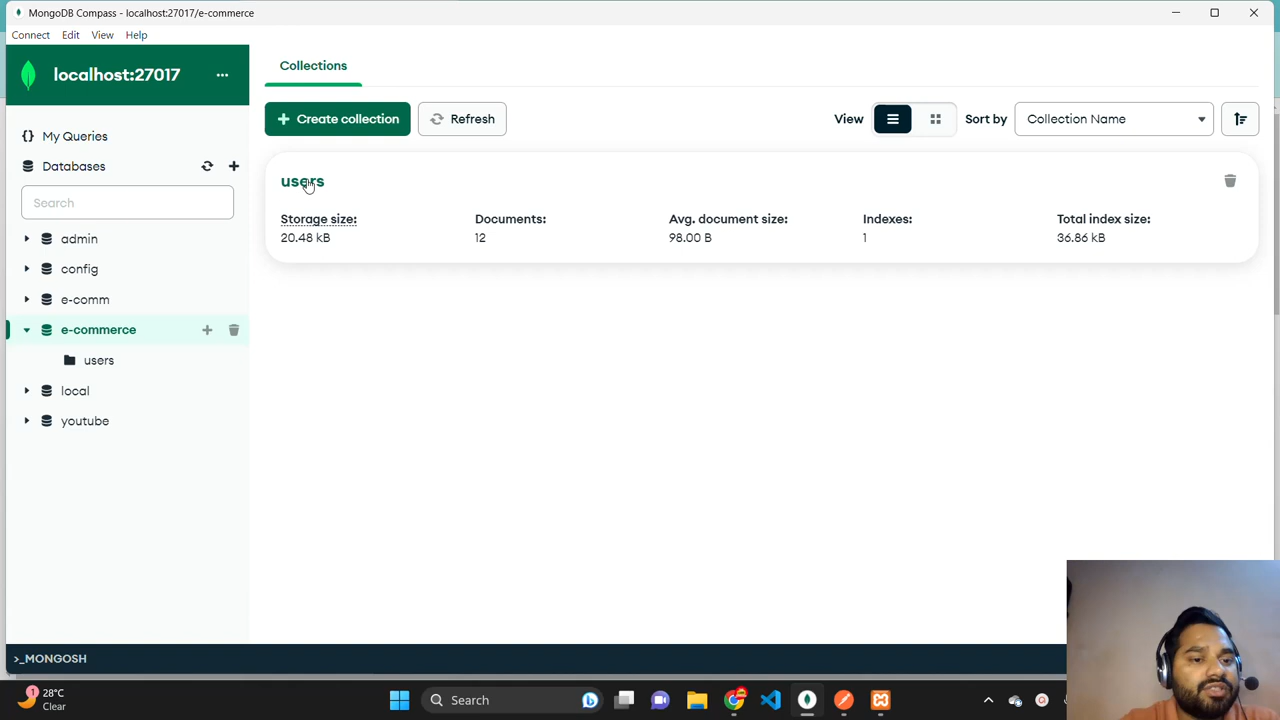 MongoDB Compass - localhost:27017/e-commerce
Connect Edit View Help
localhost:27017 ...
{} My Queries
Databases
Search
admin
config
e-comm
e-commerce
users
local
youtube
Collections
+ Create collection
Refresh
View
Sort by
Collection Name
users
Storage size: Documents: Avg. document size: Indexes: Total index size:
20.48 kB 12 98.00 B 1 36.86 kB
>_MONGOSH
1
28°C
Clear
Search